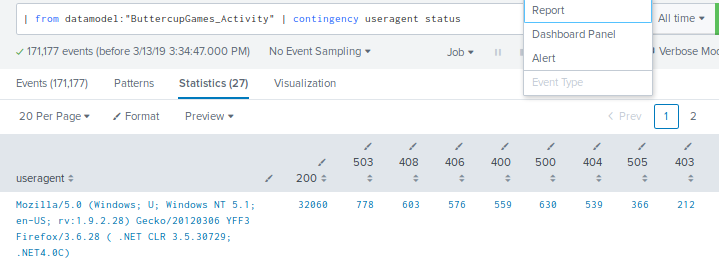 | from datamodel:"ButtercupGames_Activity" | contingency useragent status
All time
Report
Dashboard Panel
Alert
Event Type
171,177 events (before 3/13/19 3:34:47.000 PM)
No Event Sampling
Job
Verbose Mod
Events (171,177)
Patterns
Statistics (27)
Visualization
20 Per Page
Format
Preview
Prev
1
2
useragent
200
503
408
406
400
500
404
505
403
Mozilla/5.0 (Windows; U; Windows NT 5.1;
en-US; rv:1.9.2.28) Gecko/20120306 YFF3
Firefox/3.6.28 ( .NET CLR 3.5.30729;
.NET4.0C)
32060
778
603
576
559
630
539
366
212